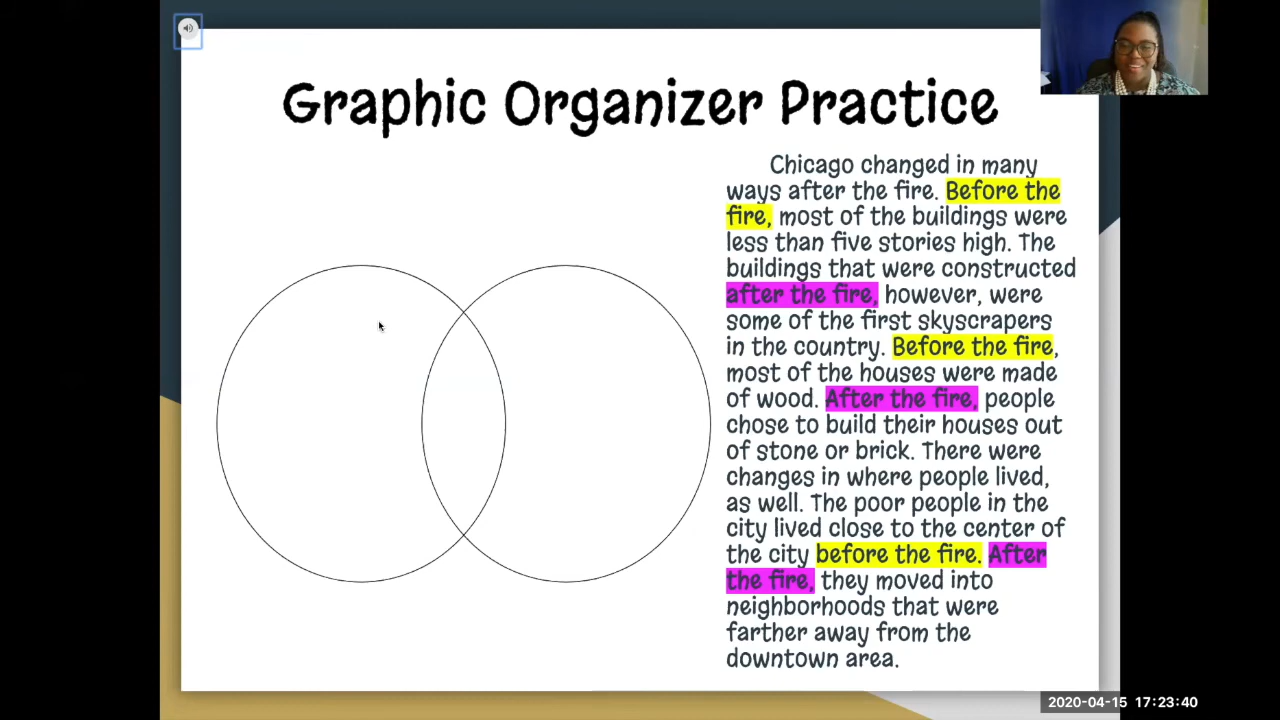 Graphic Organizer Practice
Chicago changed in many
ways after the fire. Before the
fire, most of the buildings were
less than five stories high. The
buildings that were constructed
after the fire, however, were
some of the first skyscrapers
in the country. Before the fire,
most of the houses were made
of wood. After the fire, people
chose to build their houses out
of stone or brick. There were
changes in where people lived,
as well. The poor people in the
city lived close to the center of
the city before the fire. After
the fire, they moved into
neighborhoods that were
farther away from the
downtown area.
2020-04-15 17:23:40